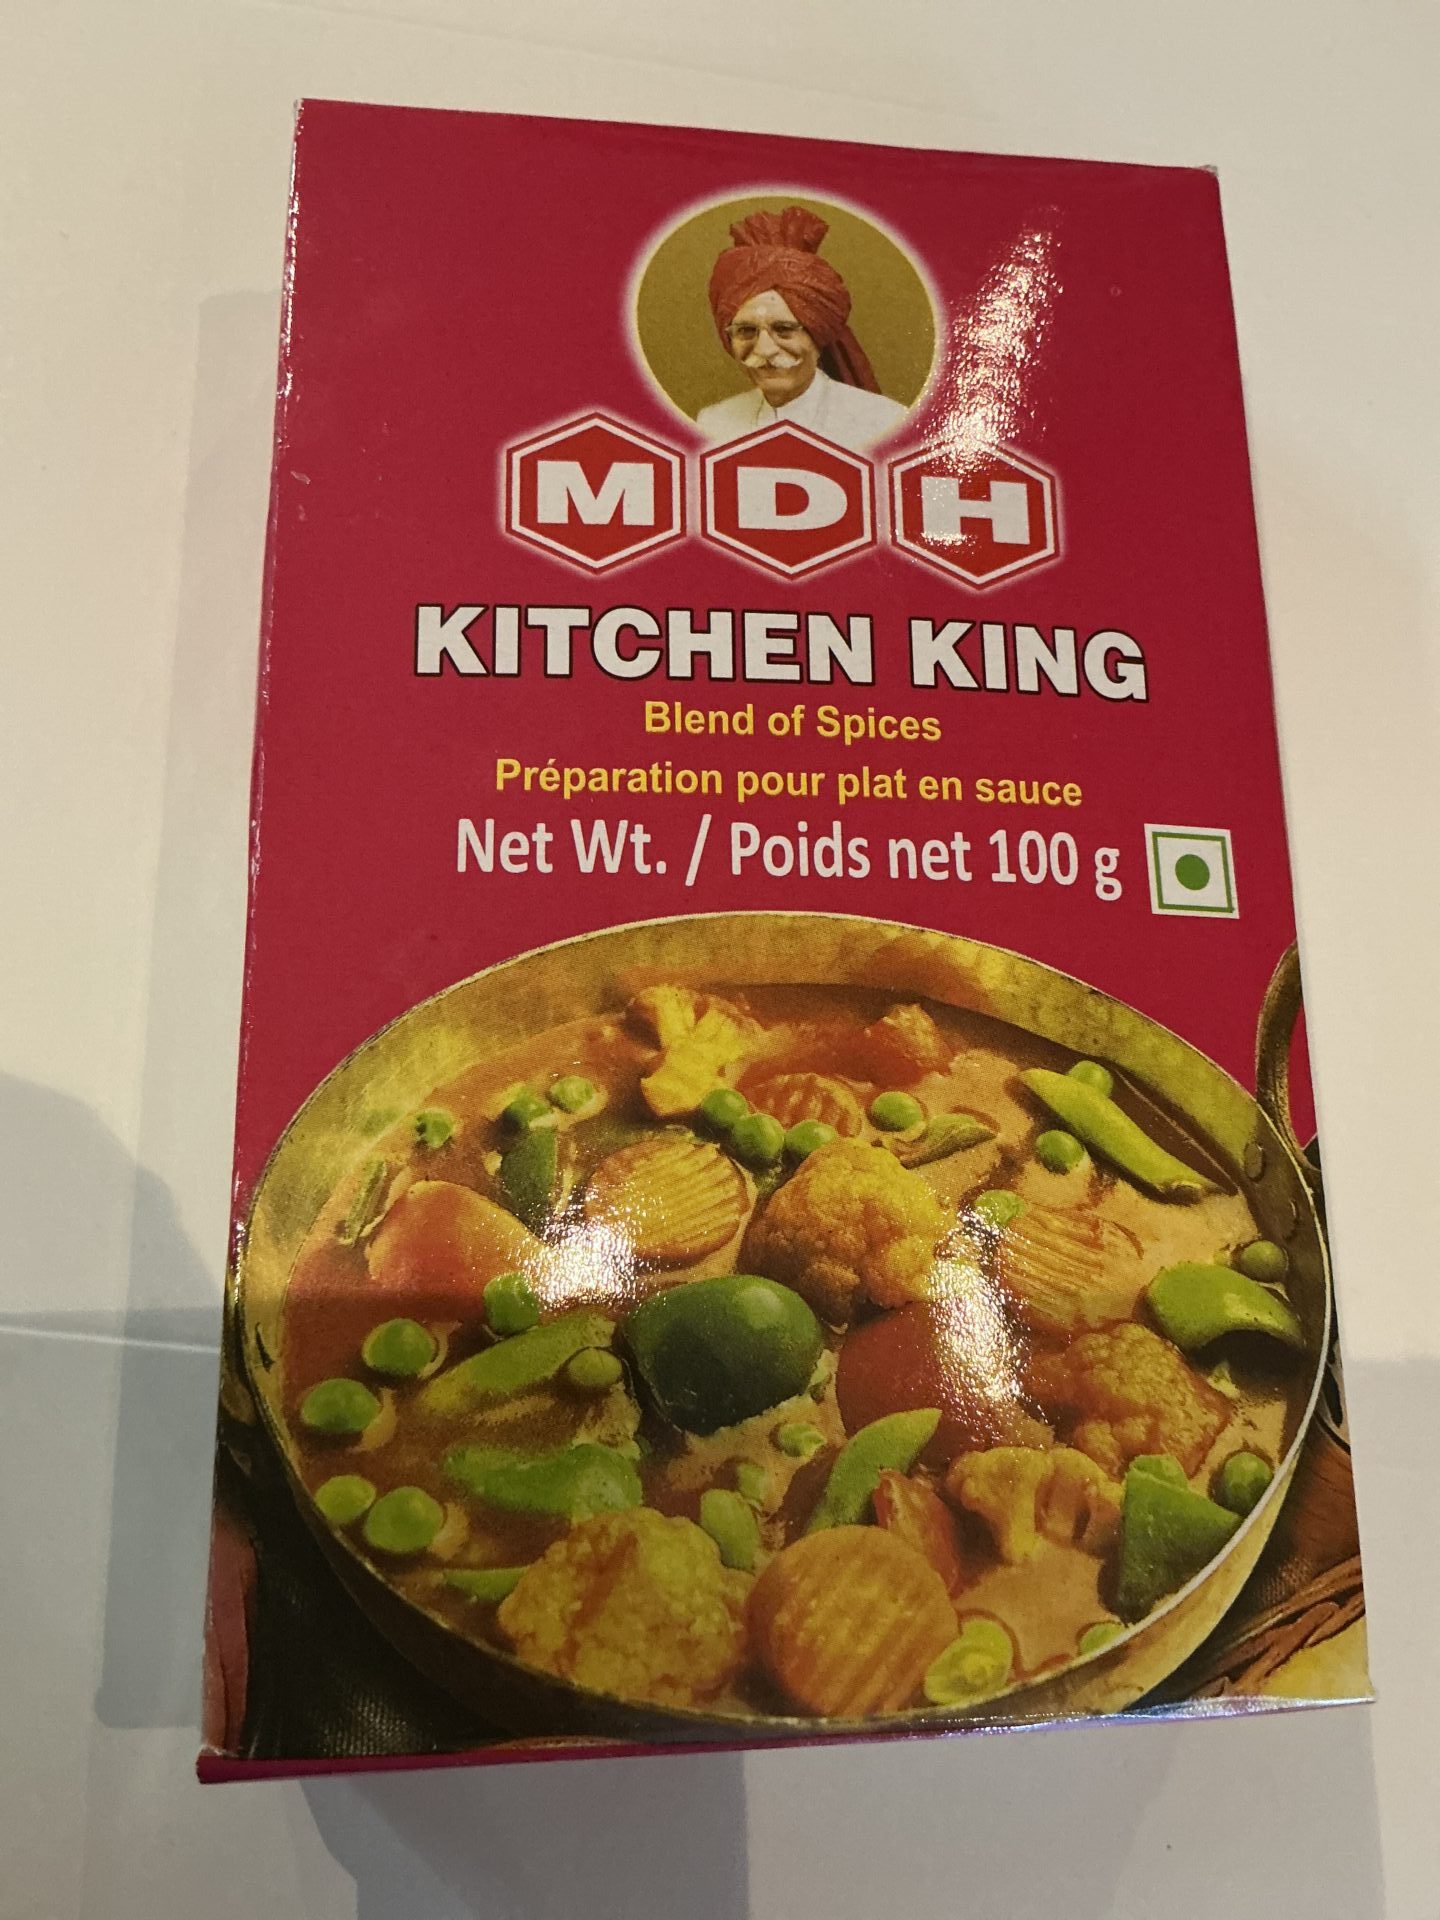 MDH
KITCHEN KING
Blend of Spices
Préparation pour plat en sauce
Net Wt. / Poids net 100 g